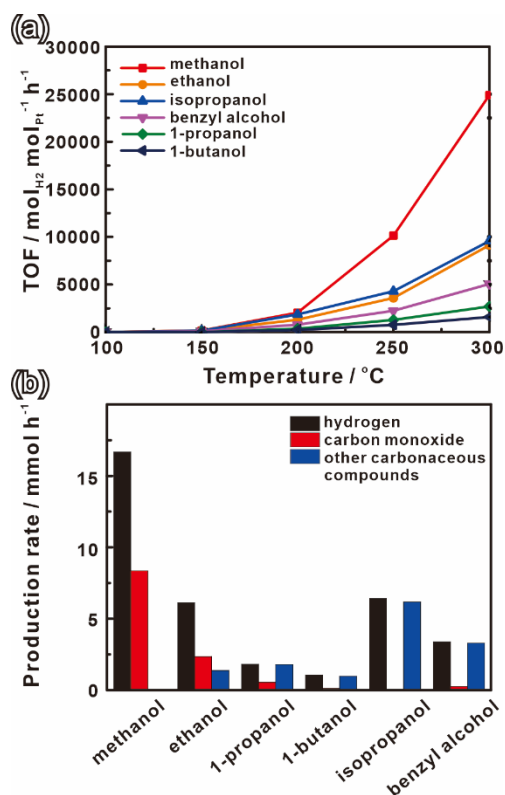 (a)
30000
25000
20000
15000
10000
5000
0
TOF / mol H2 mol Pt -1 h-1
methanol
ethanol
isopropanol
benzyl alcohol
1-propanol
1-butanol
100 150 200 250 300
Temperature / °C
(b)
15
10
5
0
Production rate / mmol h-1
hydrogen
carbon monoxide
other carbonaceous
compounds
methanol
ethanol
1-propanol
1-butanol
isopropanol
benzyl alcohol